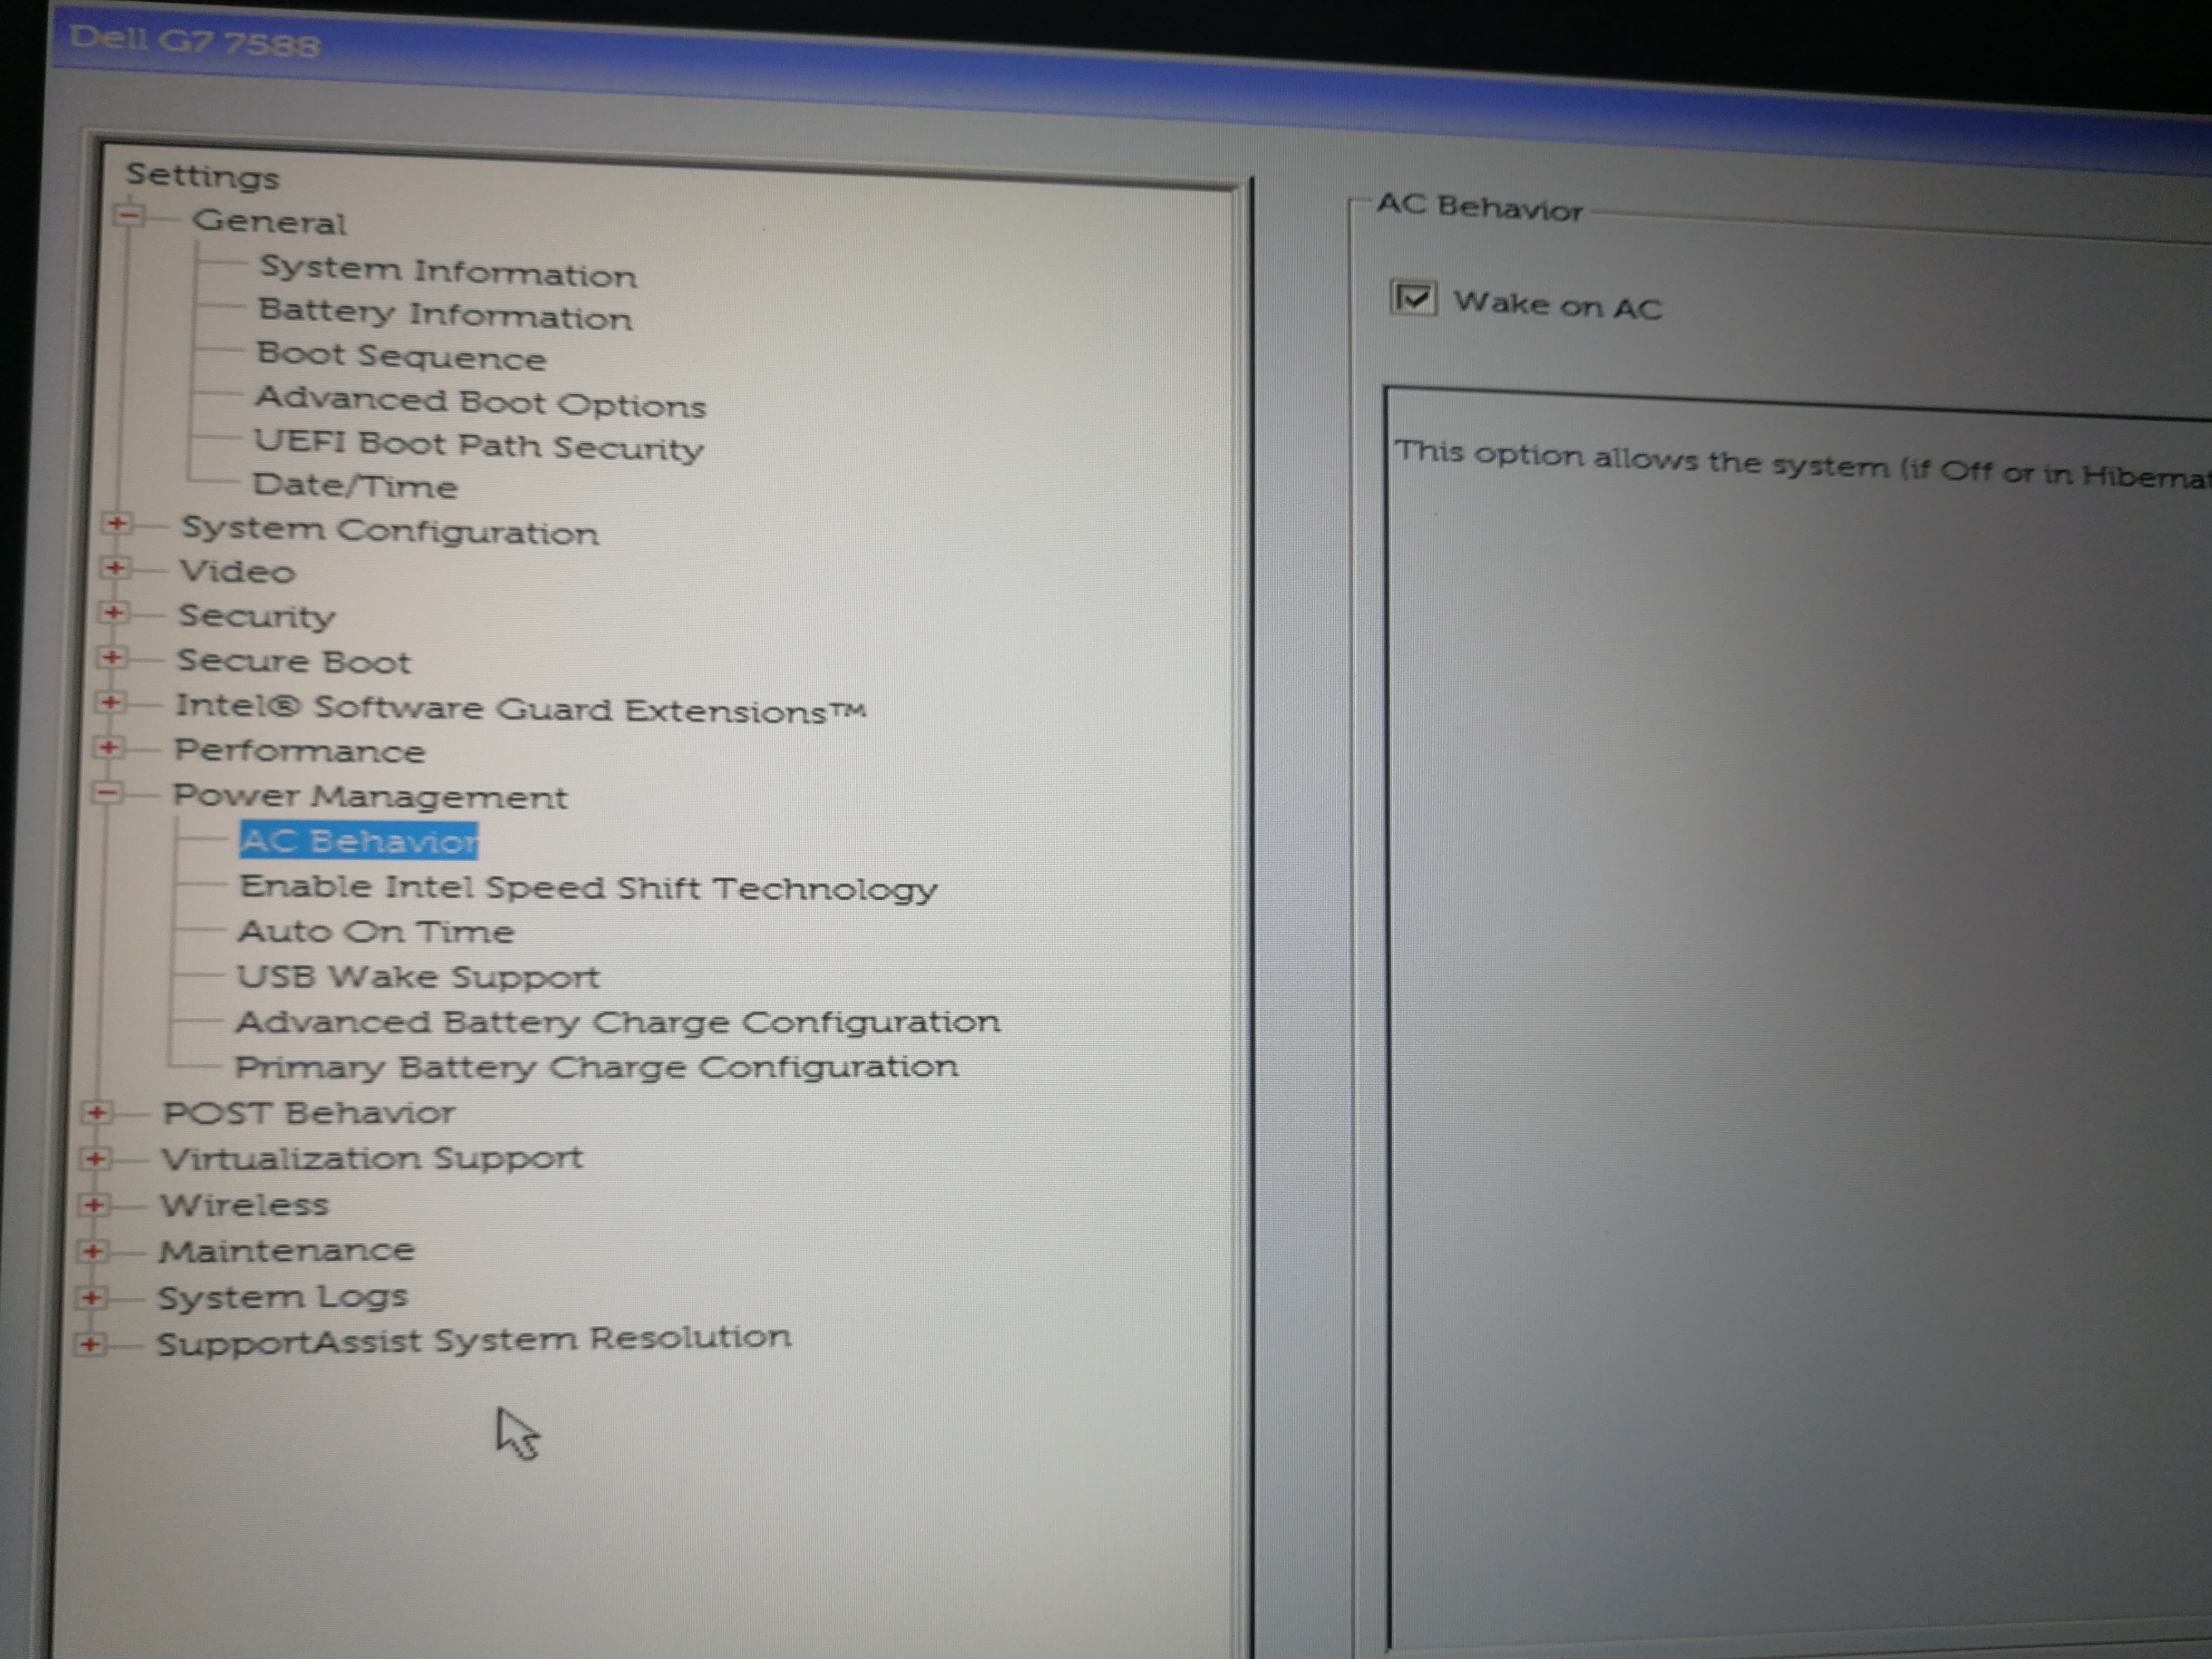 Dell G7 7588
Settings
General
System Information
Battery Information
Boot Sequence
Advanced Boot Options
UEFI Boot Path Security
Date/Time
System Configuration
Video
Security
Secure Boot
Intel® Software Guard Extensions™
Performance
Power Management
AC Behavior
Enable Intel Speed Shift Technology
Auto On Time
USB Wake Support
Advanced Battery Charge Configuration
Primary Battery Charge Configuration
POST Behavior
Virtualization Support
Wireless
Maintenance
System Logs
SupportAssist System Resolution
AC Behavior
Wake on AC
This option allows the system (if Off or in Hibernat